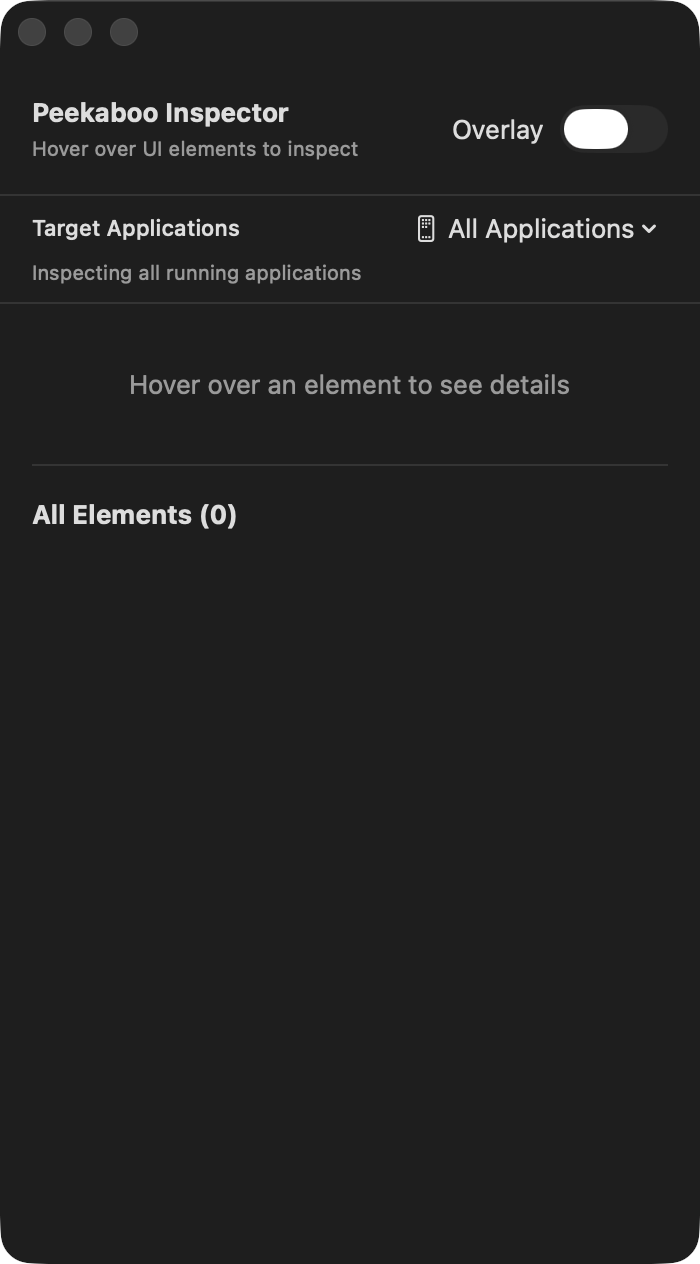 Peekaboo Inspector
Hover over UI elements to inspect
Overlay
Target Applications
All Applications
Inspecting all running applications
Hover over an element to see details
All Elements (0)